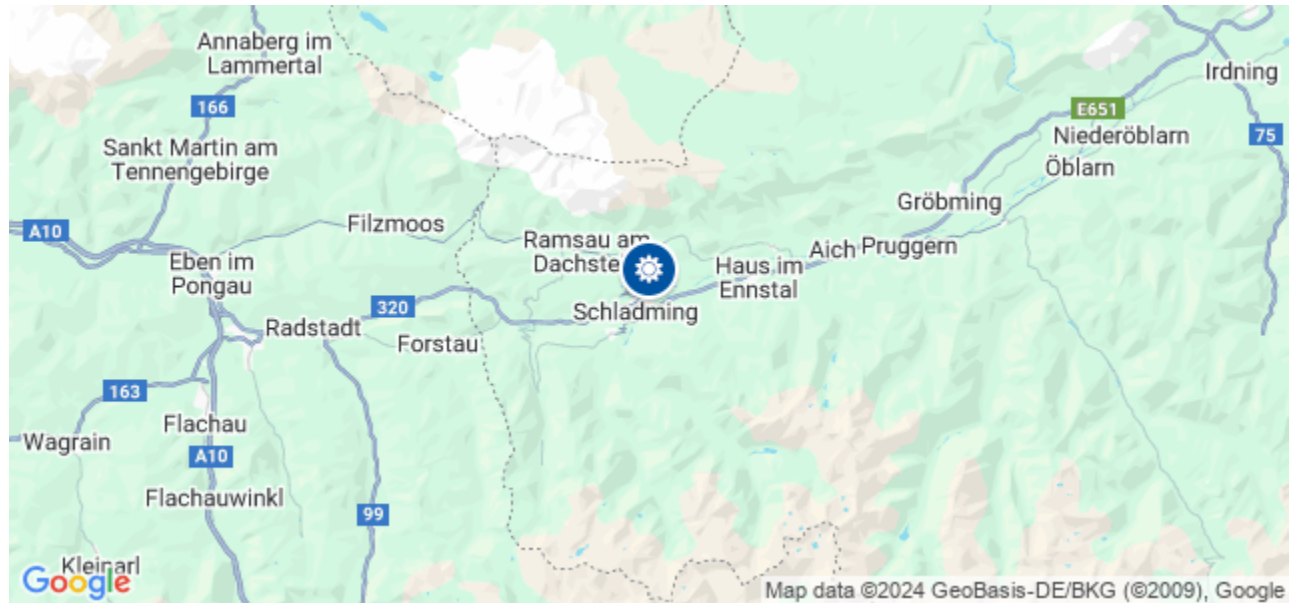 Annaberg im
Lammertal
Irdning
166
E651
Sankt Martin am
Tennengebirge
Niederöblarn
75
Öblarn
Gröbming
Filzmoos
A10
Ramsau am
Dachste
Aich
Pruggern
Eben im
Pongau
Haus im
Ennstal
320
Schladming
Radstadt
Forstau
163
Flachau
Wagrain
A10
Flachauwinkl
99
Kleinarl
Google
Map data ©2024 GeoBasis-DE/BKG (©2009), Google